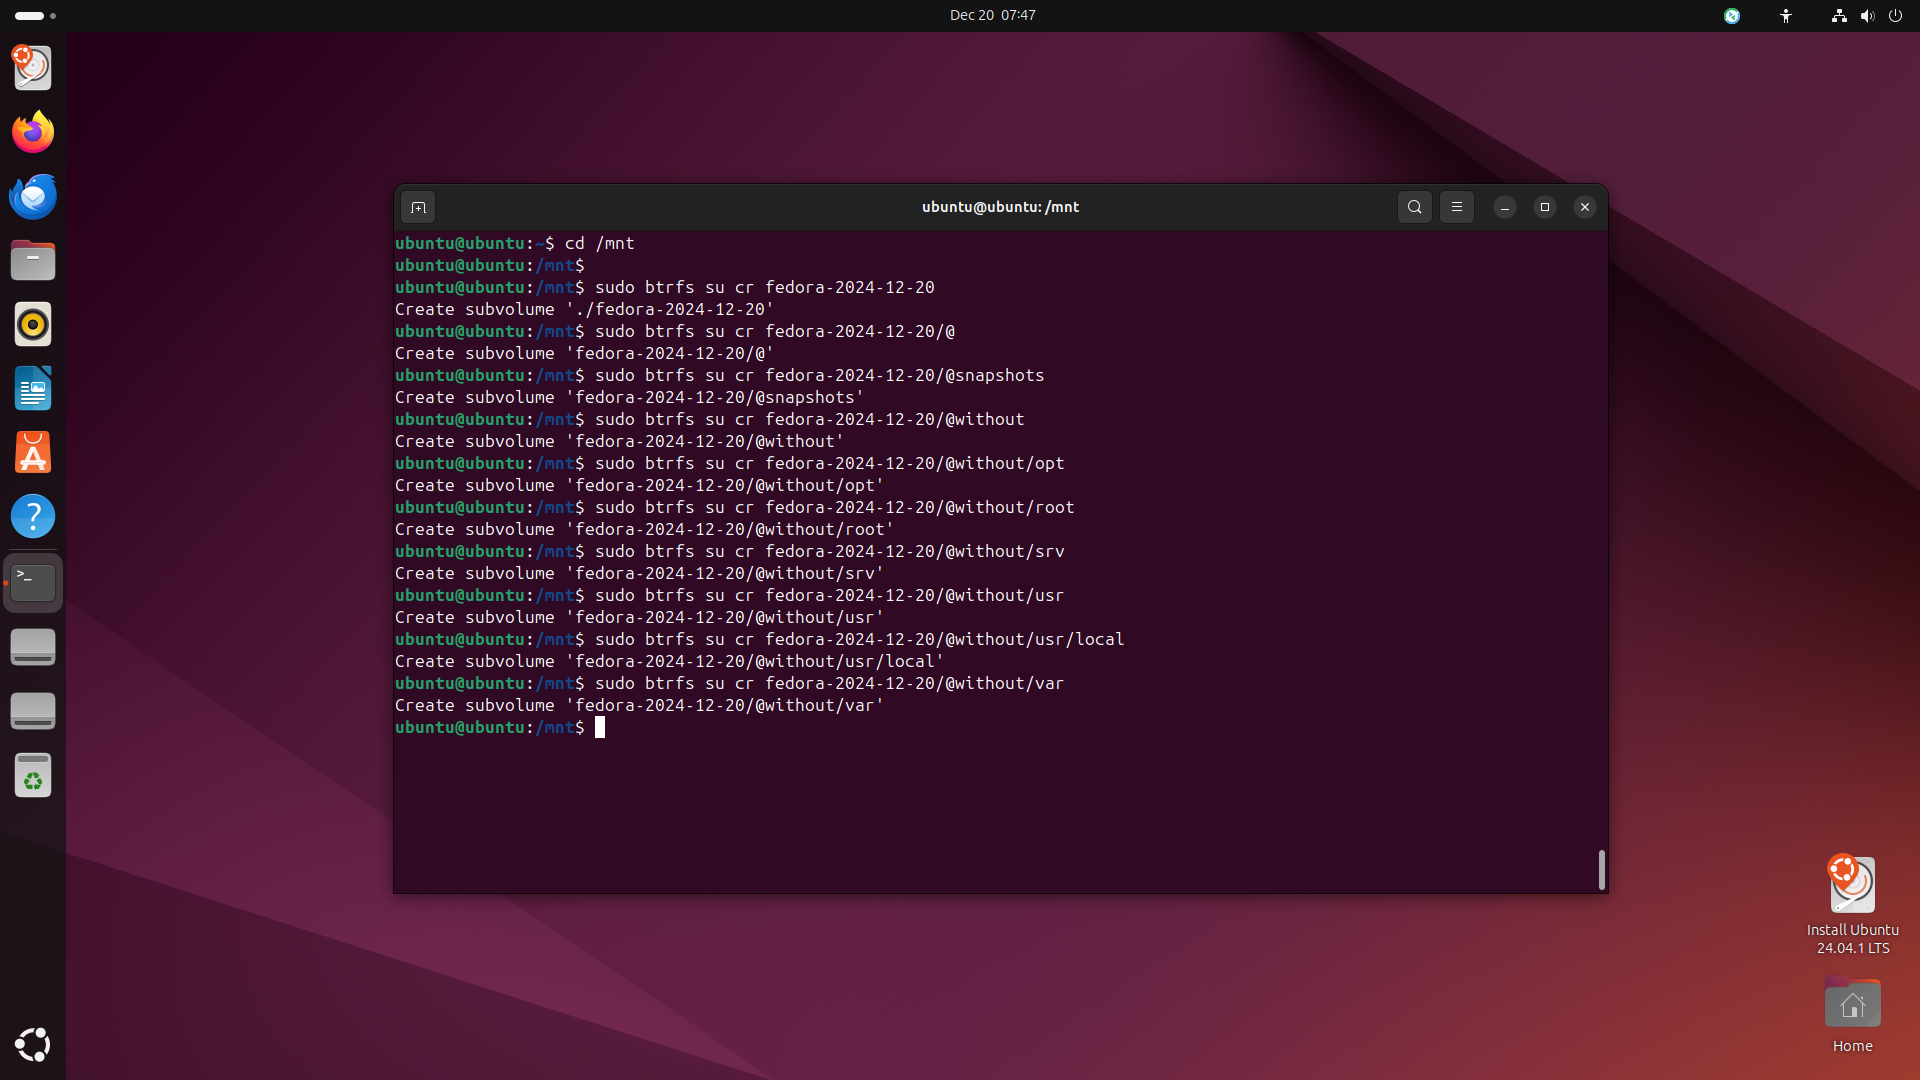 Dec 20 07:47
ubuntu@ubuntu: /mnt
ubuntu@ubuntu:~$ cd /mnt
ubuntu@ubuntu:/mnt$
ubuntu@ubuntu:/mnt$ sudo btrfs su cr fedora-2024-12-20
Create subvolume './fedora-2024-12-20'
ubuntu@ubuntu:/mnt$ sudo btrfs su cr fedora-2024-12-20/@
Create subvolume 'fedora-2024-12-20/@'
ubuntu@ubuntu:/mnt$ sudo btrfs su cr fedora-2024-12-20/@snapshots
Create subvolume 'fedora-2024-12-20/@snapshots'
ubuntu@ubuntu:/mnt$ sudo btrfs su cr fedora-2024-12-20/@without
Create subvolume 'fedora-2024-12-20/@without'
ubuntu@ubuntu:/mnt$ sudo btrfs su cr fedora-2024-12-20/@without/opt
Create subvolume 'fedora-2024-12-20/@without/opt'
ubuntu@ubuntu:/mnt$ sudo btrfs su cr fedora-2024-12-20/@without/root
Create subvolume 'fedora-2024-12-20/@without/root'
ubuntu@ubuntu:/mnt$ sudo btrfs su cr fedora-2024-12-20/@without/srv
Create subvolume 'fedora-2024-12-20/@without/srv'
ubuntu@ubuntu:/mnt$ sudo btrfs su cr fedora-2024-12-20/@without/usr
Create subvolume 'fedora-2024-12-20/@without/usr'
ubuntu@ubuntu:/mnt$ sudo btrfs su cr fedora-2024-12-20/@without/usr/local
Create subvolume 'fedora-2024-12-20/@without/usr/local'
ubuntu@ubuntu:/mnt$ sudo btrfs su cr fedora-2024-12-20/@without/var
Create subvolume 'fedora-2024-12-20/@without/var'
ubuntu@ubuntu:/mnt$
Install Ubuntu
24.04.1 LTS
Home